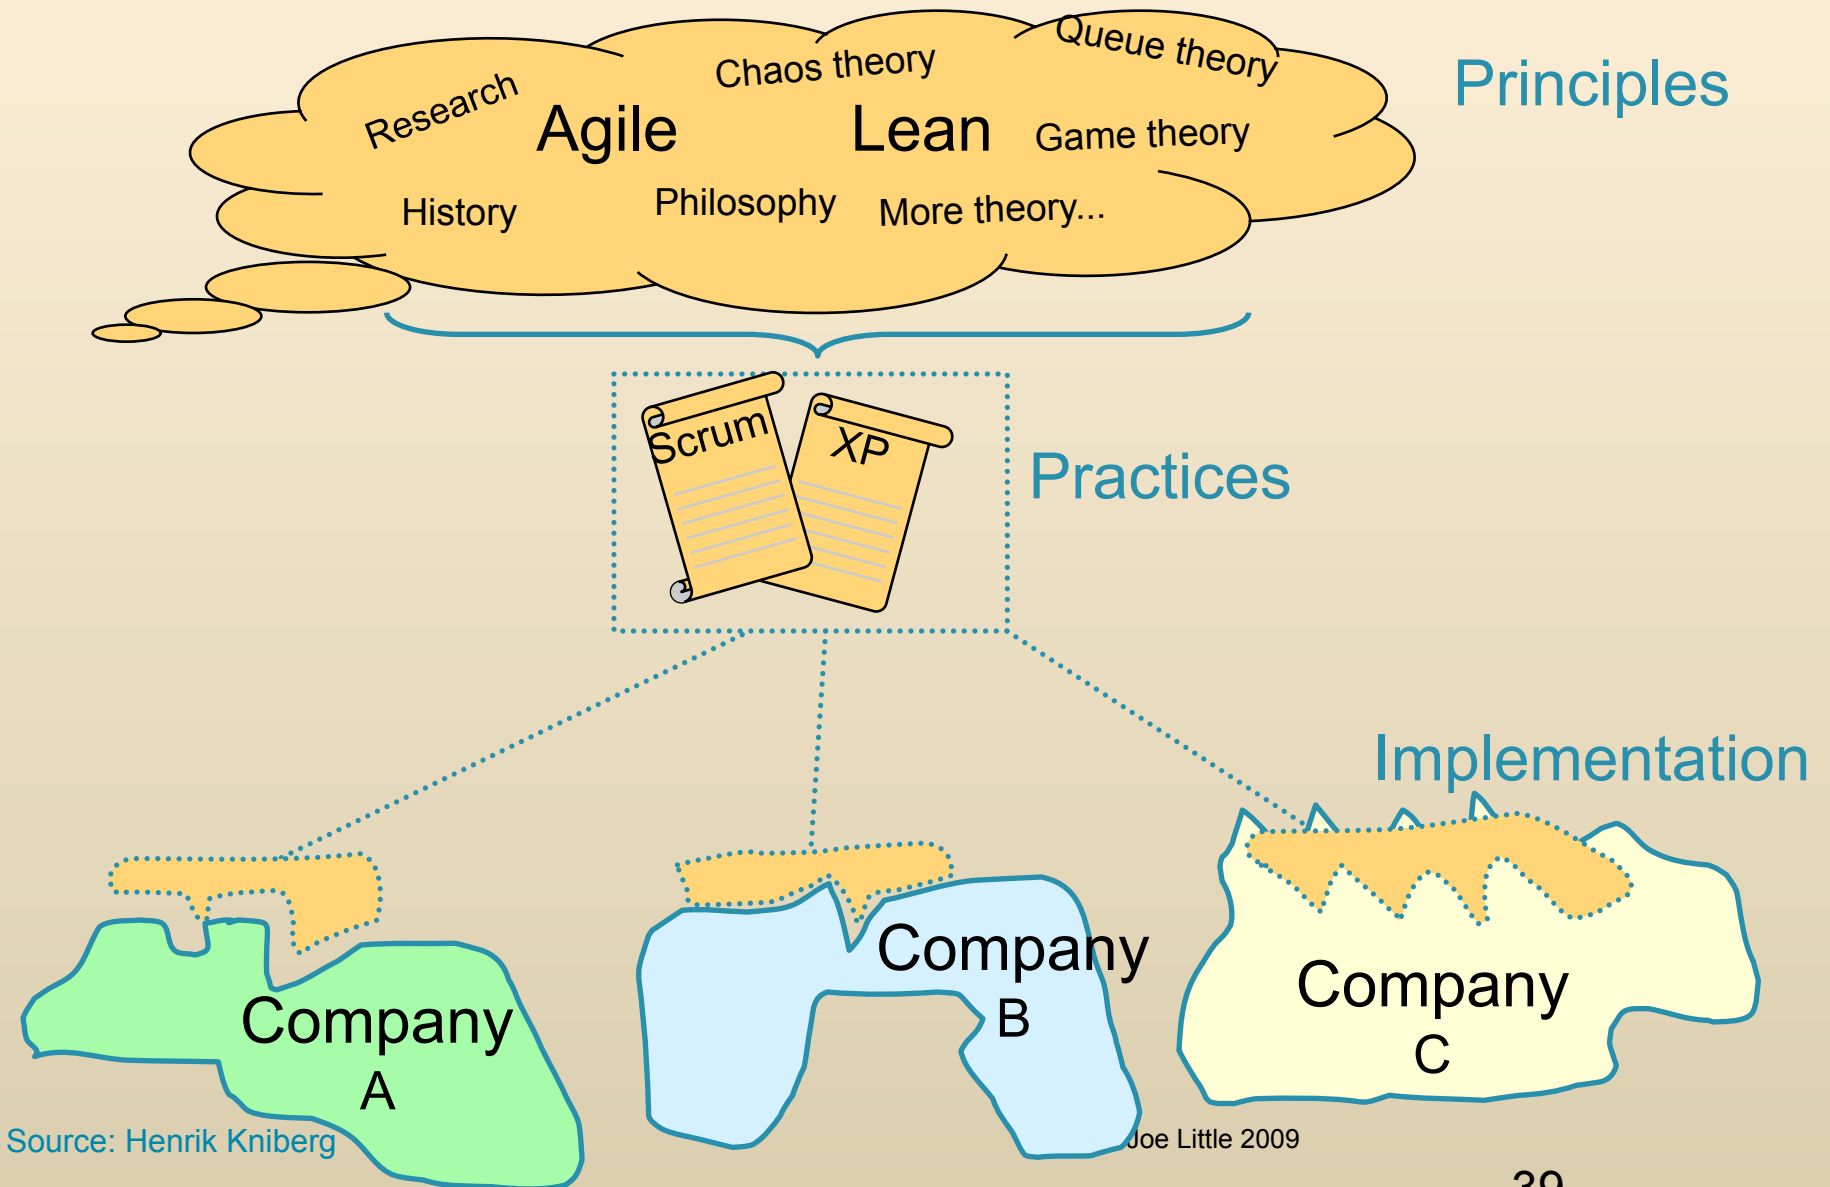 Queue theory
Chaos theory
Principles
Research
Agile
Lean
Game theory
History
Philosophy
More theory...
Scrum
XP
Practices
Implementation
Company
A
Company
B
Company
C
Source: Henrik Kniberg
Joe Little 2009
39